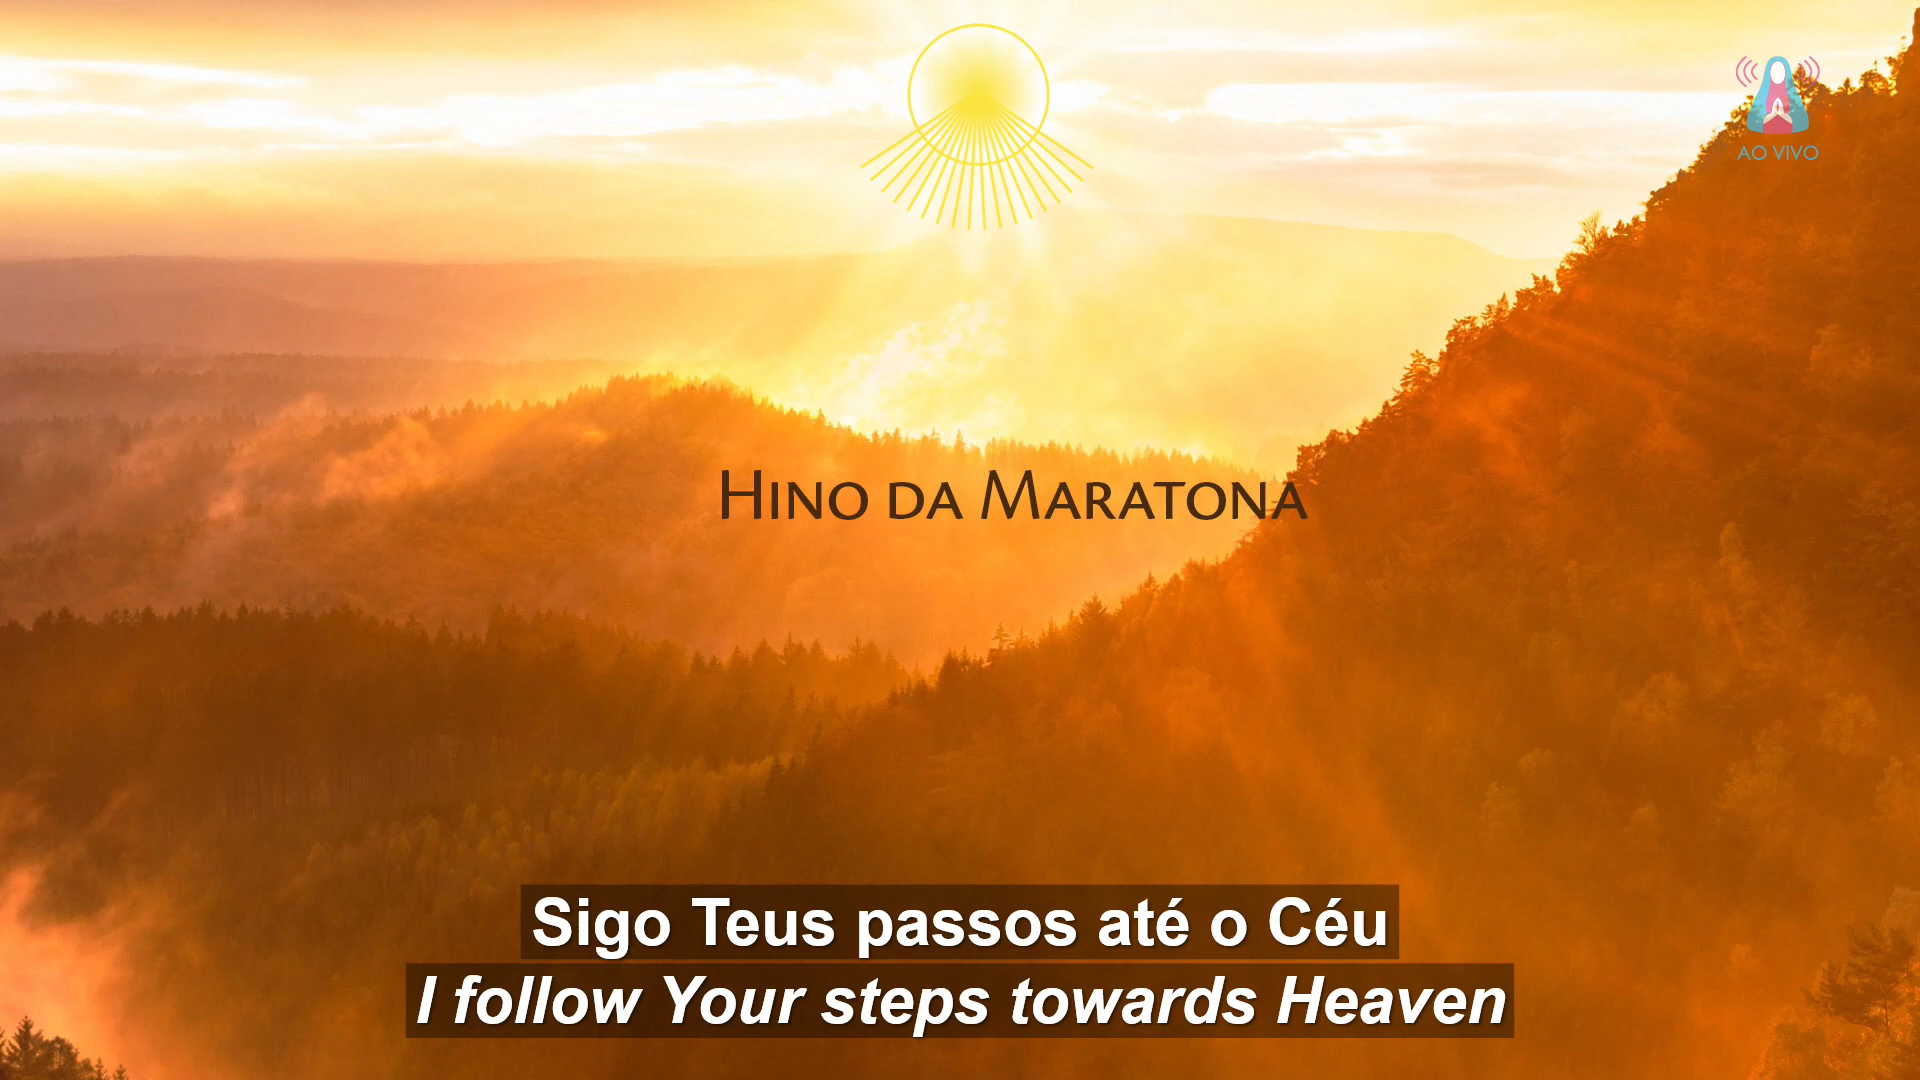 AO VIVO
HINO DA MARATONA
Sigo Teus passos até o Céu
I follow Your steps towards Heaven